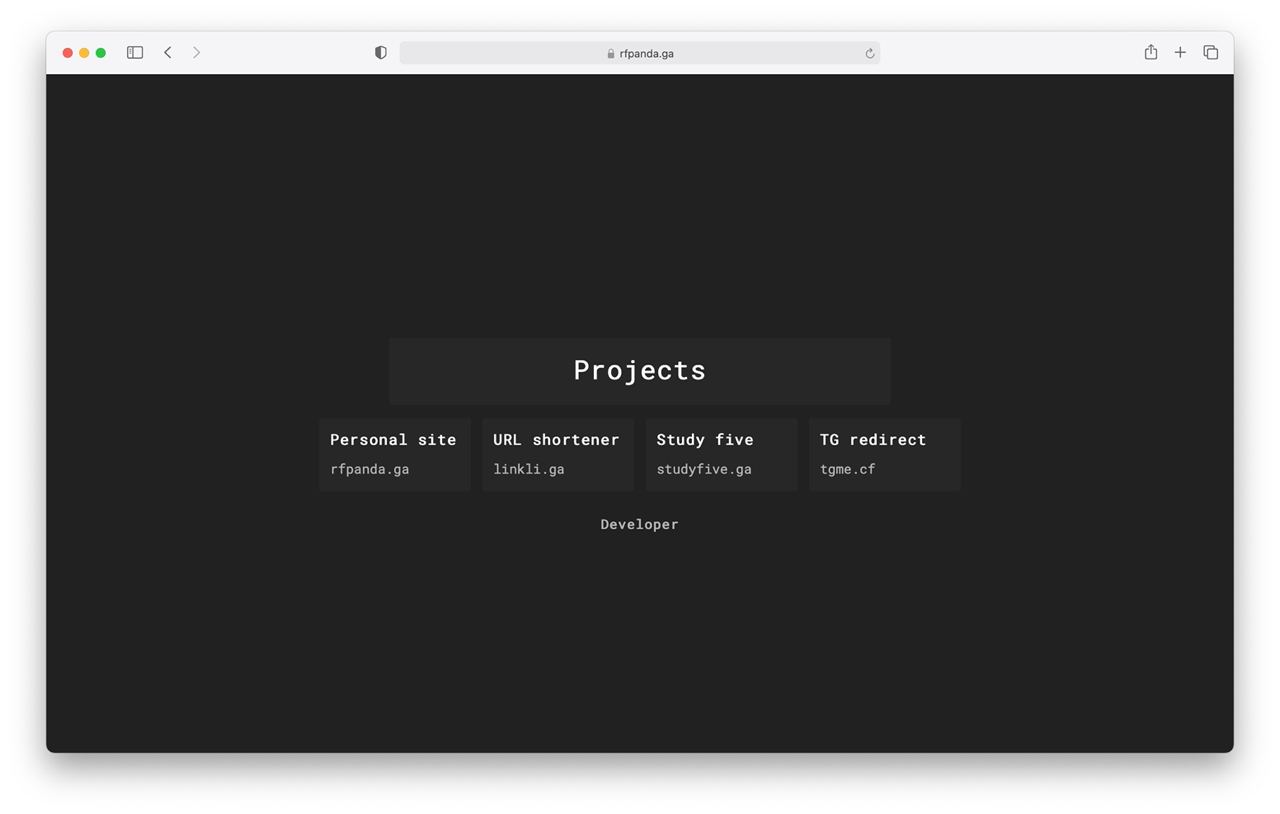 rfpanda.ga
Projects
Personal site
rfpanda.ga
URL shortener
linkli.ga
Study five
studyfive.ga
TG redirect
tgme.cf
Developer